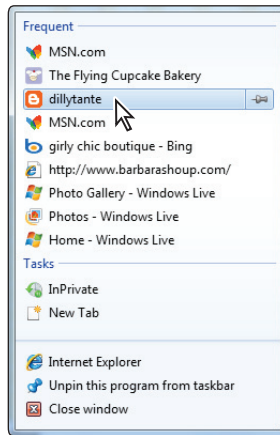 Frequent
MSN.com
The Flying Cupcake Bakery
dillytante
MSN.com
girly chic boutique - Bing
http://www.barbarashoup.com/
Photo Gallery - Windows Live
Photos - Windows Live
Home - Windows Live
Tasks
InPrivate
New Tab
Internet Explorer
Unpin this program from taskbar
Close window